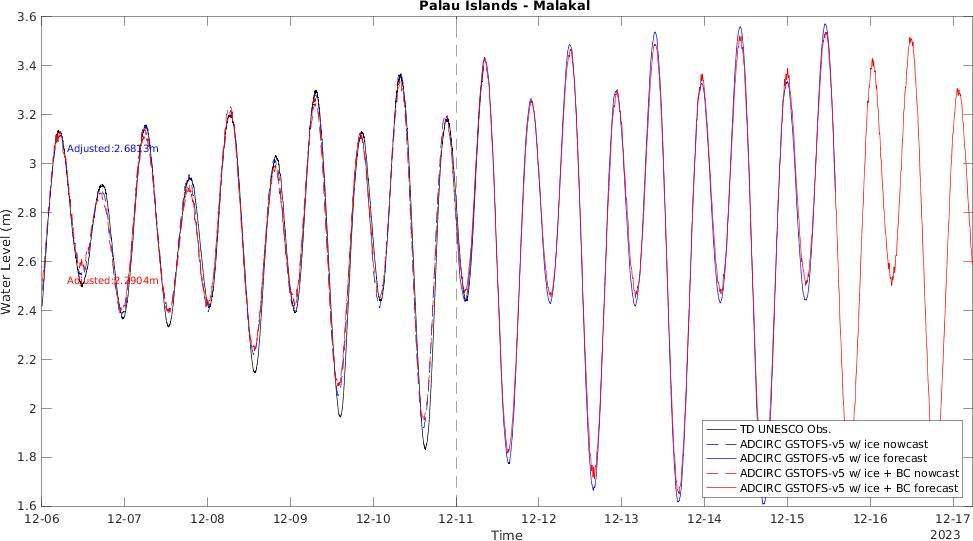 Palau Islands - Malakal
3.6
3.4
3.2
3
2.8
2.6
2.4
2.2
2
1.8
1.6
Water Level (m)
Adjusted:2.6813m
Adjusted:2.2904m
TD UNESCO Obs.
ADCIRC GSTOFS-v5 w/ ice nowcast
ADCIRC GSTOFS-v5 w/ ice forecast
ADCIRC GSTOFS-v5 w/ ice + BC nowcast
ADCIRC GSTOFS-v5 w/ ice + BC forecast
12-06 12-07 12-08 12-09 12-10 12-11 12-12 12-13 12-14 12-15 12-16 12-17
Time
2023